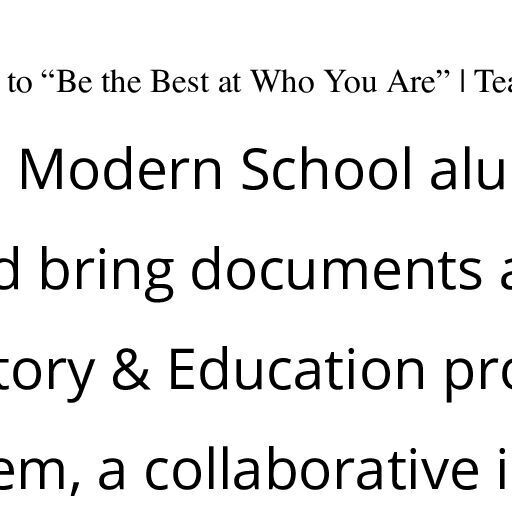 to “Be the Best at Who You Are” | Tea
Modern School alu
d bring documents a
tory & Education pro
em, a collaborative i